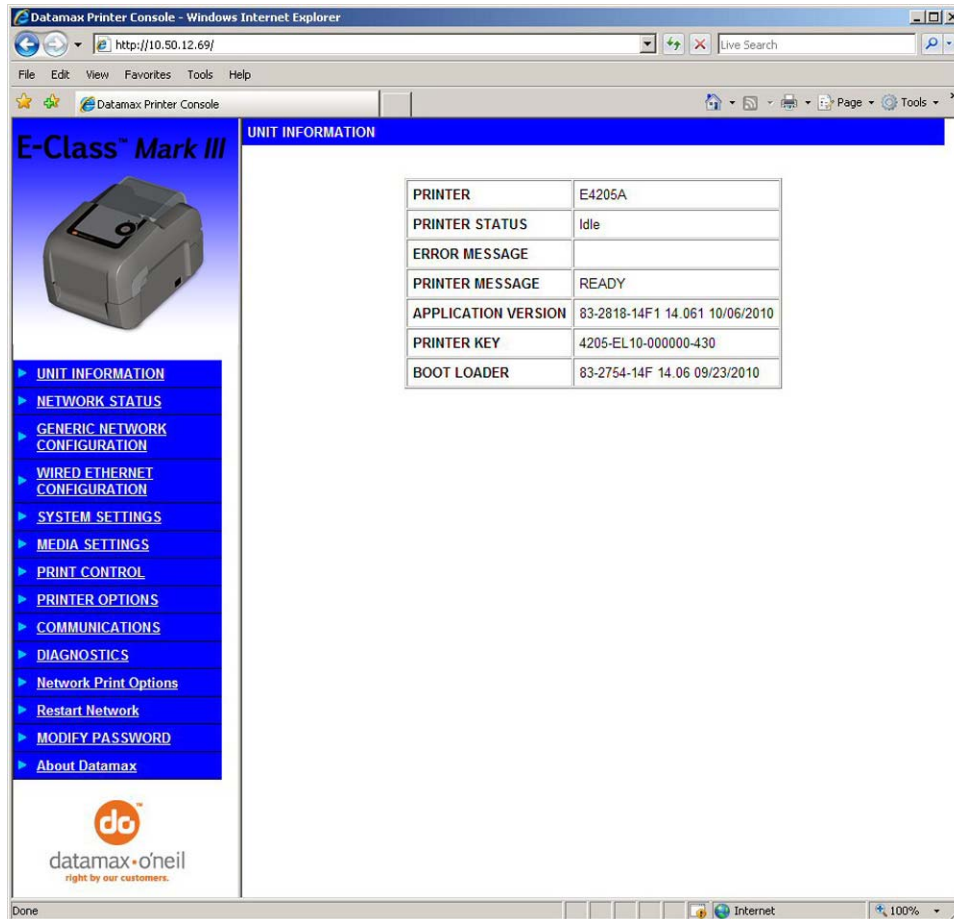 Datamax Printer Console - Windows Internet Explorer
http://10.50.12.69/
Live Search
File Edit View Favorites Tools Help
Datamax Printer Console
Page Tools
E-Class™ Mark III
UNIT INFORMATION
PRINTER E4205A
PRINTER STATUS Idle
ERROR MESSAGE
PRINTER MESSAGE READY
APPLICATION VERSION 83-2818-14F1 14.061 10/06/2010
PRINTER KEY 4205-EL10-000000-430
BOOT LOADER 83-2754-14F 14.06 09/23/2010
UNIT INFORMATION
NETWORK STATUS
GENERIC NETWORK
CONFIGURATION
WIRED ETHERNET
CONFIGURATION
SYSTEM SETTINGS
MEDIA SETTINGS
PRINT CONTROL
PRINTER OPTIONS
COMMUNICATIONS
DIAGNOSTICS
Network Print Options
Restart Network
MODIFY PASSWORD
About Datamax
do™
datamax•o'neil
right by our customers.
Done Internet 100%